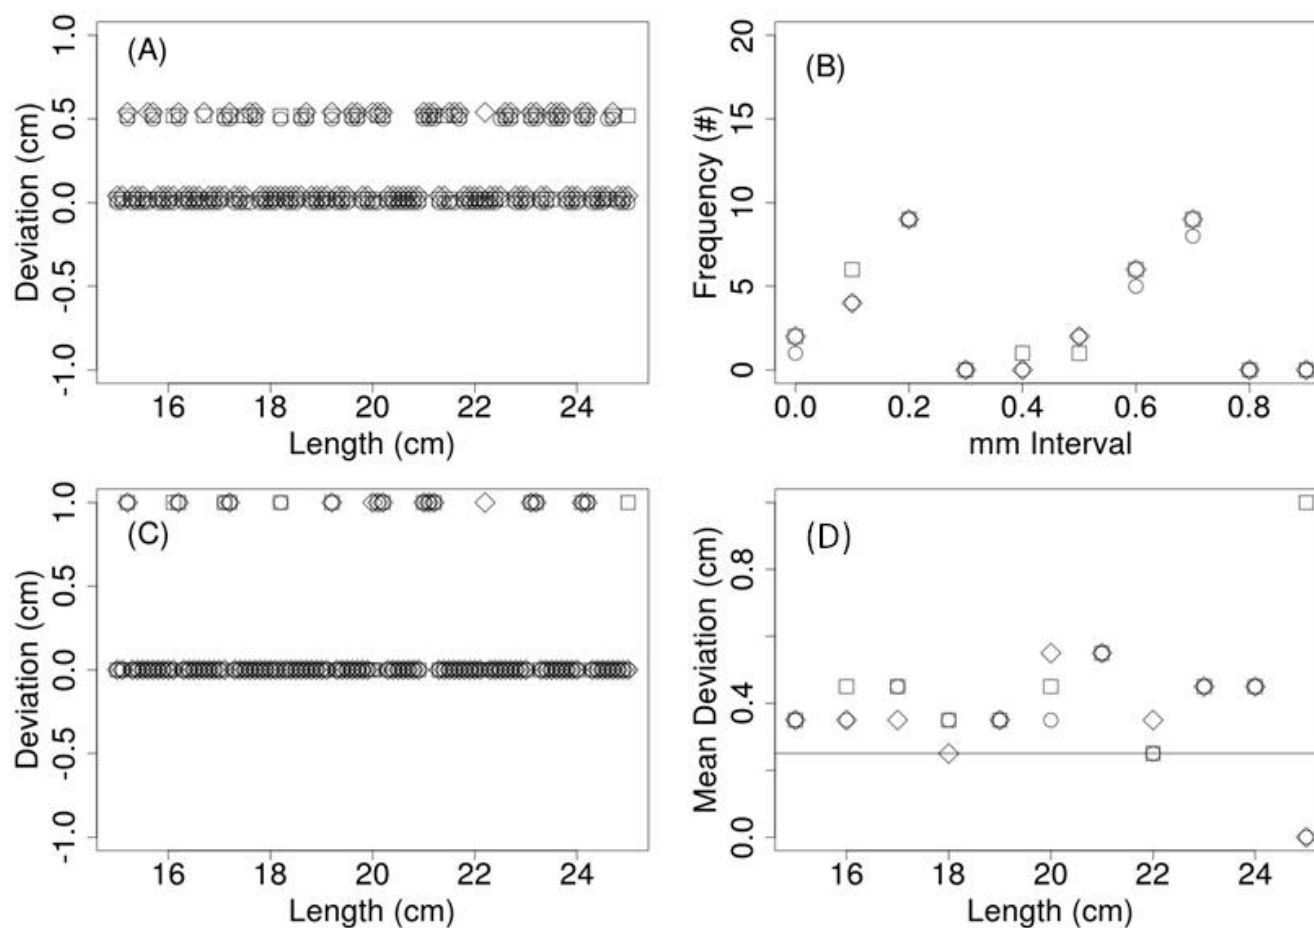 (A)
1.0
0.5
0.0
-0.5
-1.0
Deviation (cm)
16 18 20 22 24
Length (cm)
(B)
20
15
10
5
0
Frequency (#)
0.0 0.2 0.4 0.6 0.8
mm Interval
(C)
1.0
0.5
0.0
-0.5
-1.0
Deviation (cm)
16 18 20 22 24
Length (cm)
(D)
0.8
0.4
0.0
Mean Deviation (cm)
16 18 20 22 24
Length (cm)